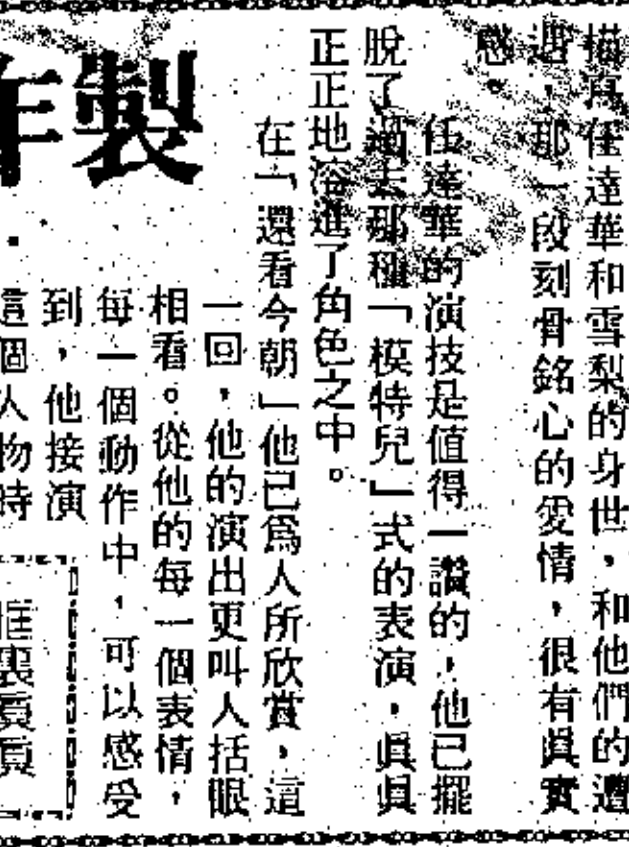 描寫任達華和雪梨的身世,和他們的遭
遇,那一段刻骨銘心的愛情,很有眞實
感。
任達華的演技是值得一讚的,他已擺
脫了過去那種「模特兒」式的表演,眞眞
正正地溶進了角色之中。
在「還看今朝」他已爲人所欣賞,這
一回,他的演出更叫人括眼
相看。從他的每一個表情,
每一個動作中,可以感受
到,他接演
這個人物時
製作